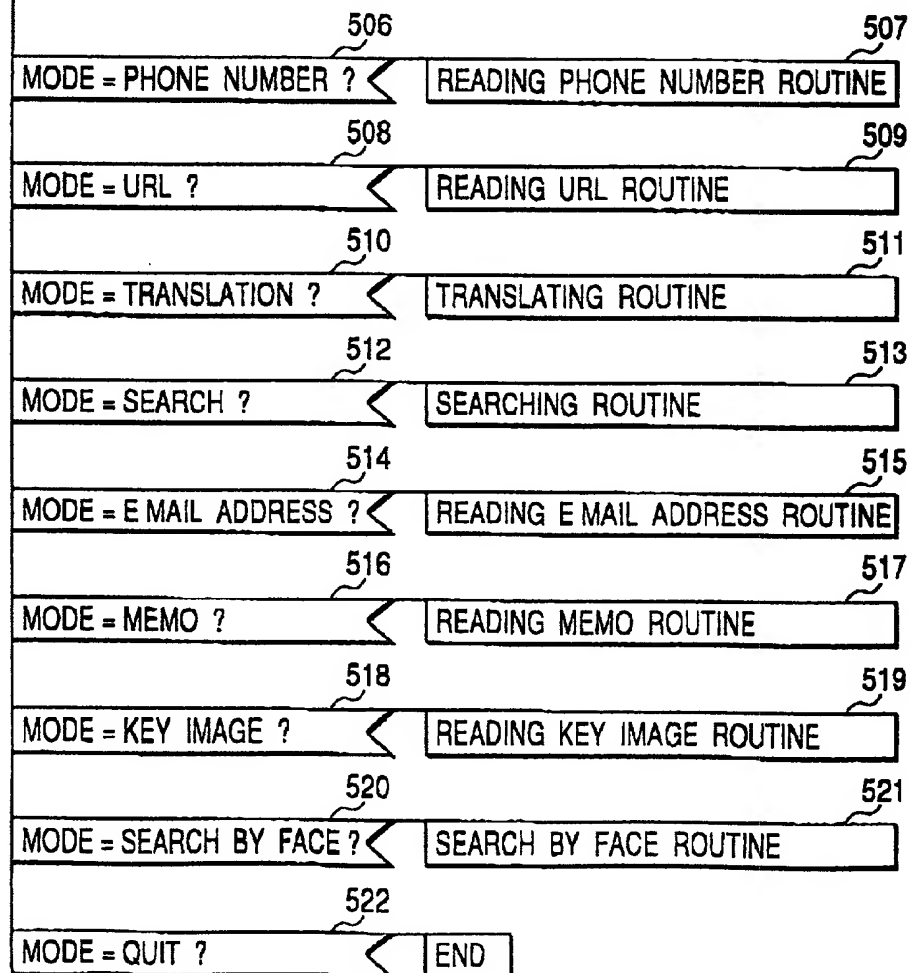 506 507
MODE = PHONE NUMBER ? READING PHONE NUMBER ROUTINE
508 509
MODE = URL ? READING URL ROUTINE
510 511
MODE = TRANSLATION ? TRANSLATING ROUTINE
512 513
MODE = SEARCH ? SEARCHING ROUTINE
514 515
MODE = E MAIL ADDRESS ? READING E MAIL ADDRESS ROUTINE
516 517
MODE = MEMO ? READING MEMO ROUTINE
518 519
MODE = KEY IMAGE ? READING KEY IMAGE ROUTINE
520 521
MODE = SEARCH BY FACE ? SEARCH BY FACE ROUTINE
522
MODE = QUIT ? END